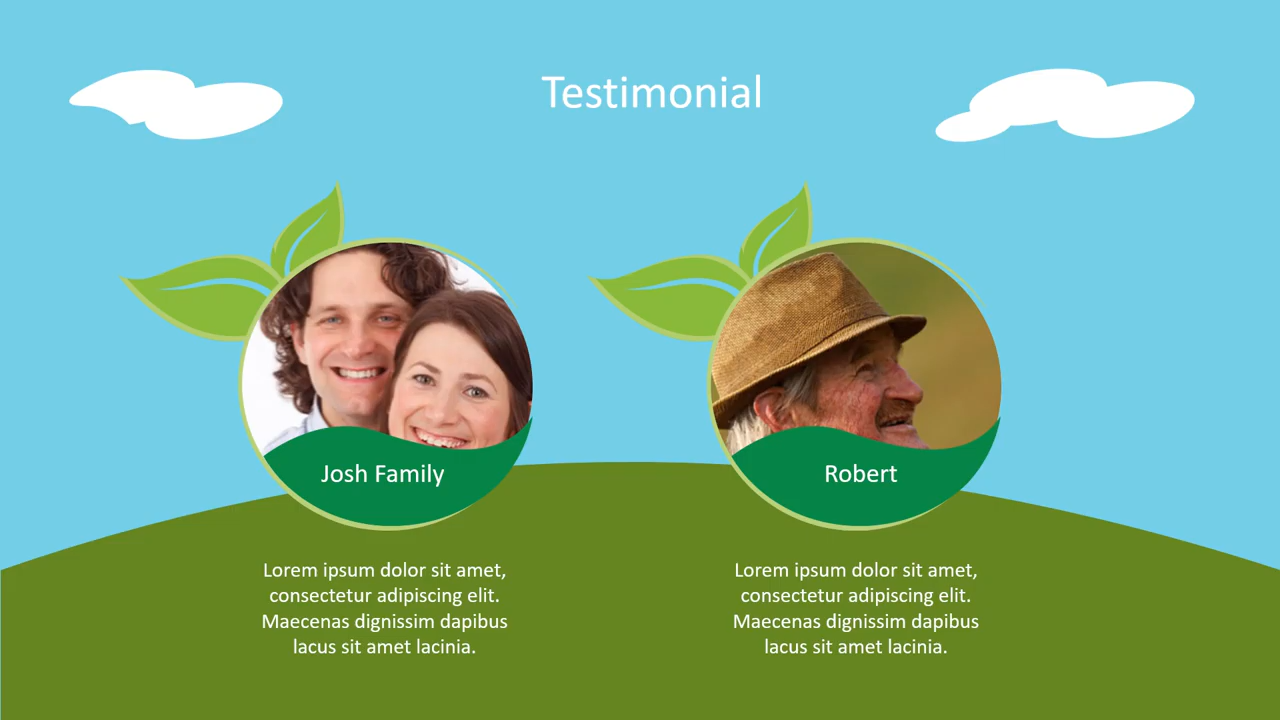 Testimonial
Josh Family
Robert
Lorem ipsum dolor sit amet,
consectetur adipiscing elit.
Maecenas dignissim dapibus
lacus sit amet lacinia.
Lorem ipsum dolor sit amet,
consectetur adipiscing elit.
Maecenas dignissim dapibus
lacus sit amet lacinia.